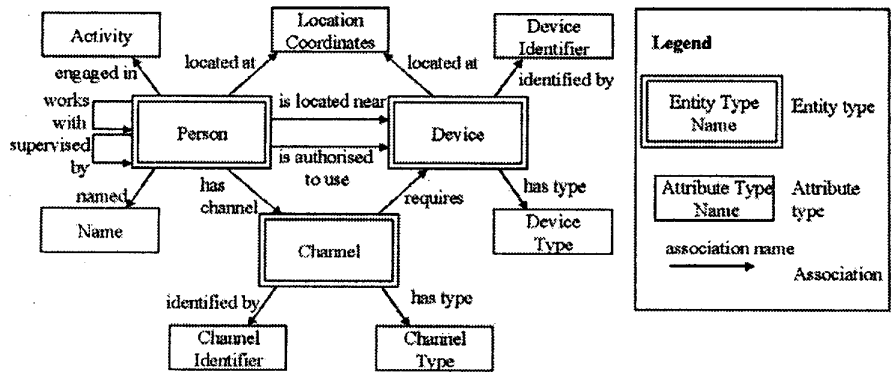 Activity
Location
Coordinates
Device
Identifier
engaged in
located at
located at
identified by
works
with
supervised
by
Person
is located near
is authorised
to use
Device
named
has
channel
requires
has type
Name
Channel
Device
Type
identified by
has type
Channel
Identifier
Channel
Type
Legend
Entity Type
Name
Entity type
Attribute Type
Name
Attribute
type
association name
Association